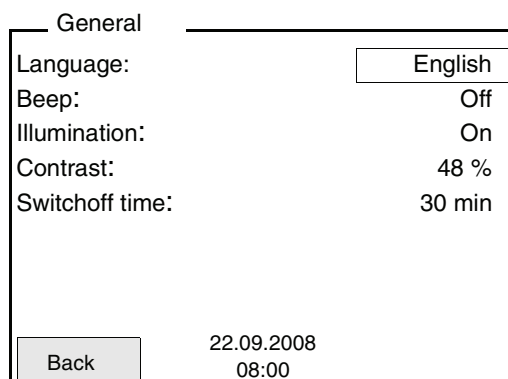 General
Language: English
Beep: Off
Illumination: On
Contrast: 48 %
Switchoff time: 30 min
Back
22.09.2008
08:00